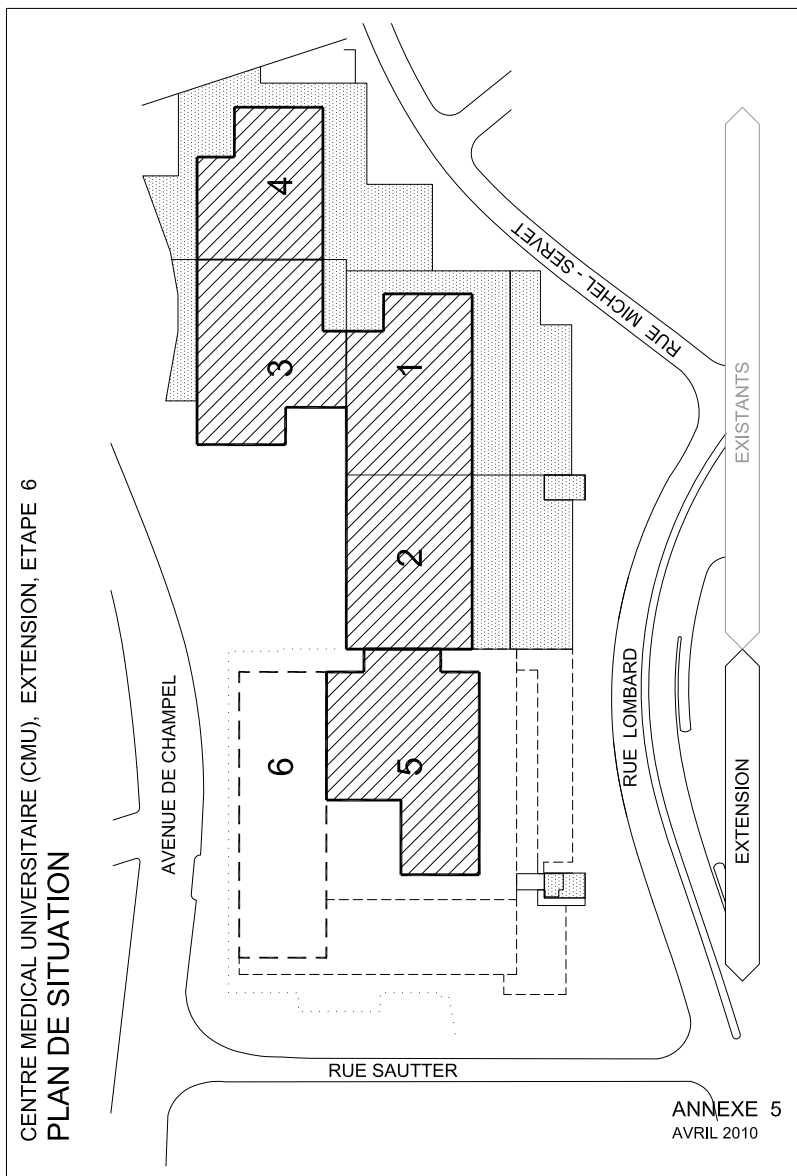 CENTRE MEDICAL UNIVERSITAIRE (CMU), EXTENSION, ETAPE 6
PLAN DE SITUATION
AVENUE DE CHAMPEL
6
5
4
3
2
1
RUE MICHEL - SERVET
RUE LOMBARD
RUE SAUTTER
EXISTANTS
EXTENSION
ANNEXE 5
AVRIL 2010